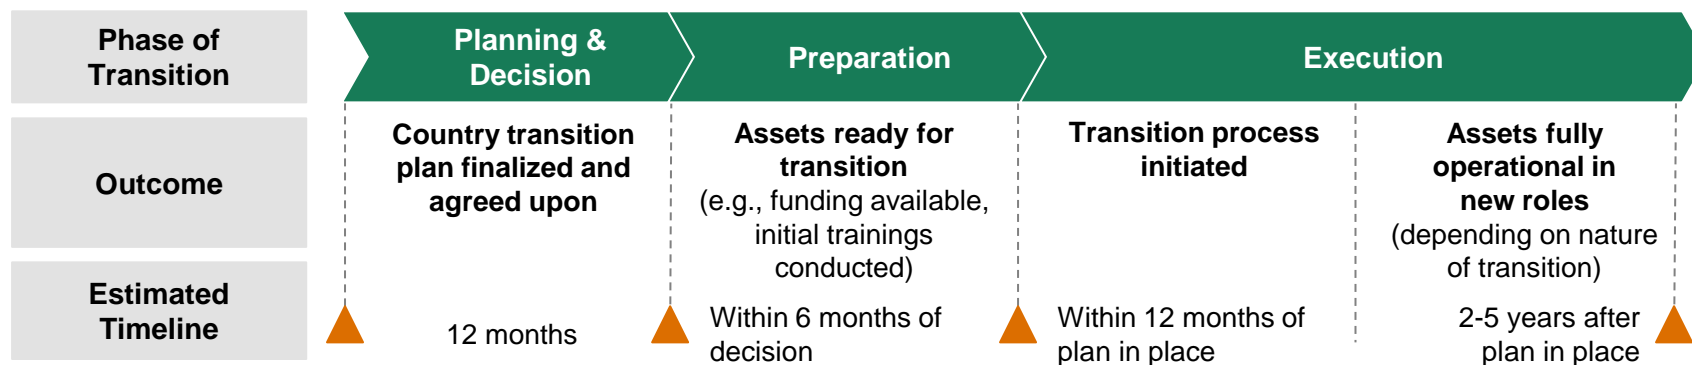 Phase of
Transition
Planning &
Decision
Preparation
Execution
Outcome
Country transition
plan finalized and
agreed upon
Assets ready for
transition
(e.g., funding available,
initial trainings
conducted)
Transition process
initiated
Assets fully
operational in
new roles
(depending on nature
of transition)
Estimated
Timeline
12 months
Within 6 months of
decision
Within 12 months of
plan in place
2-5 years after
plan in place